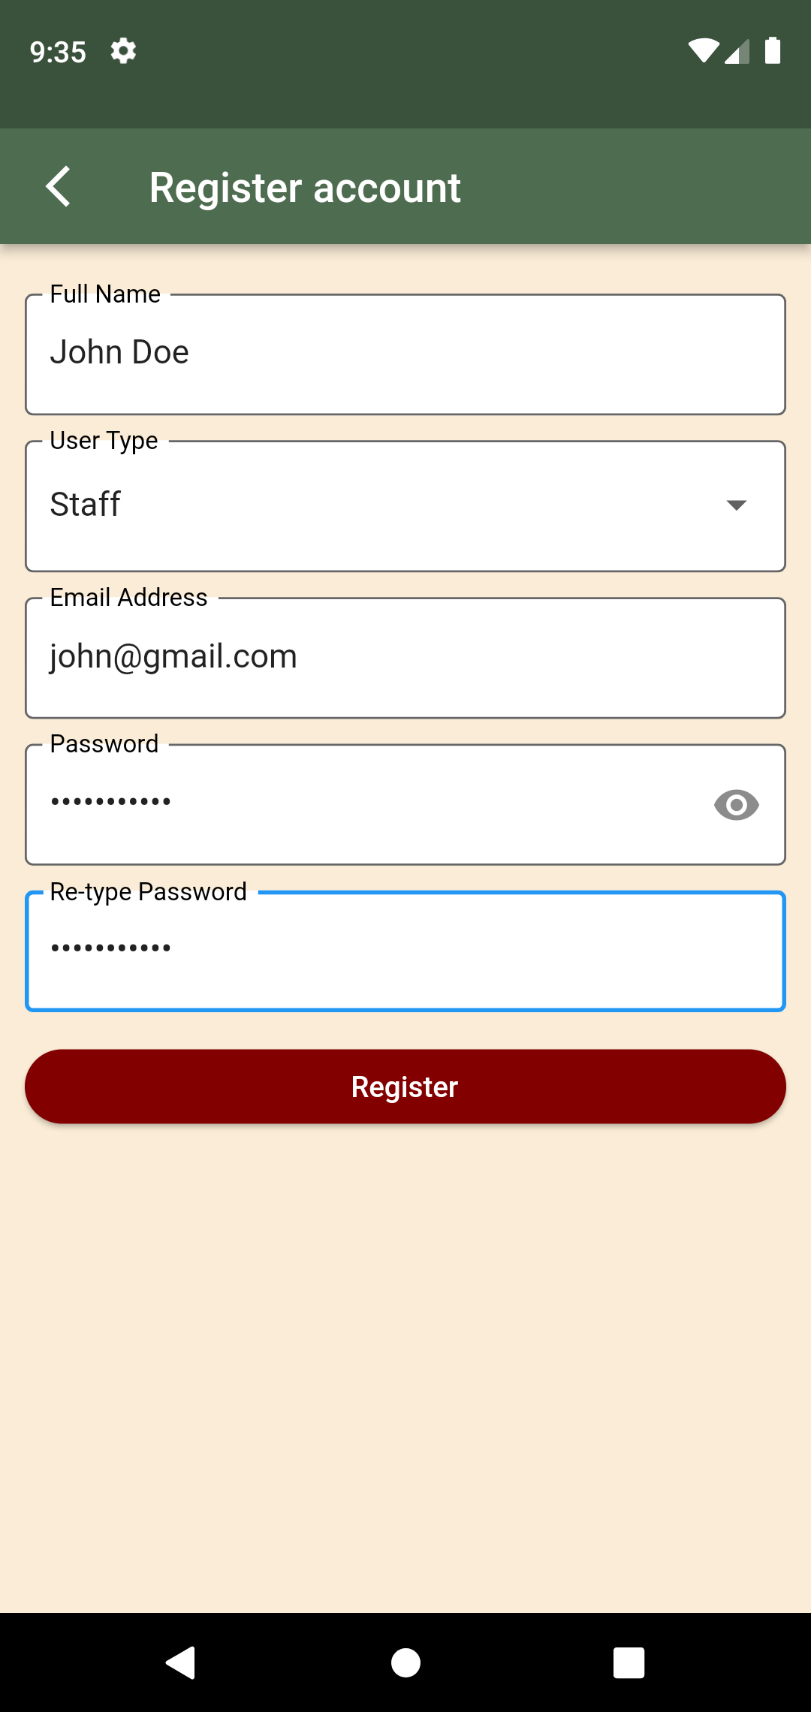 9:35
Register account
Full Name
John Doe
User Type
Staff
Email Address
john@gmail.com
Password
•••••••••••
Re-type Password
•••••••••••
Register